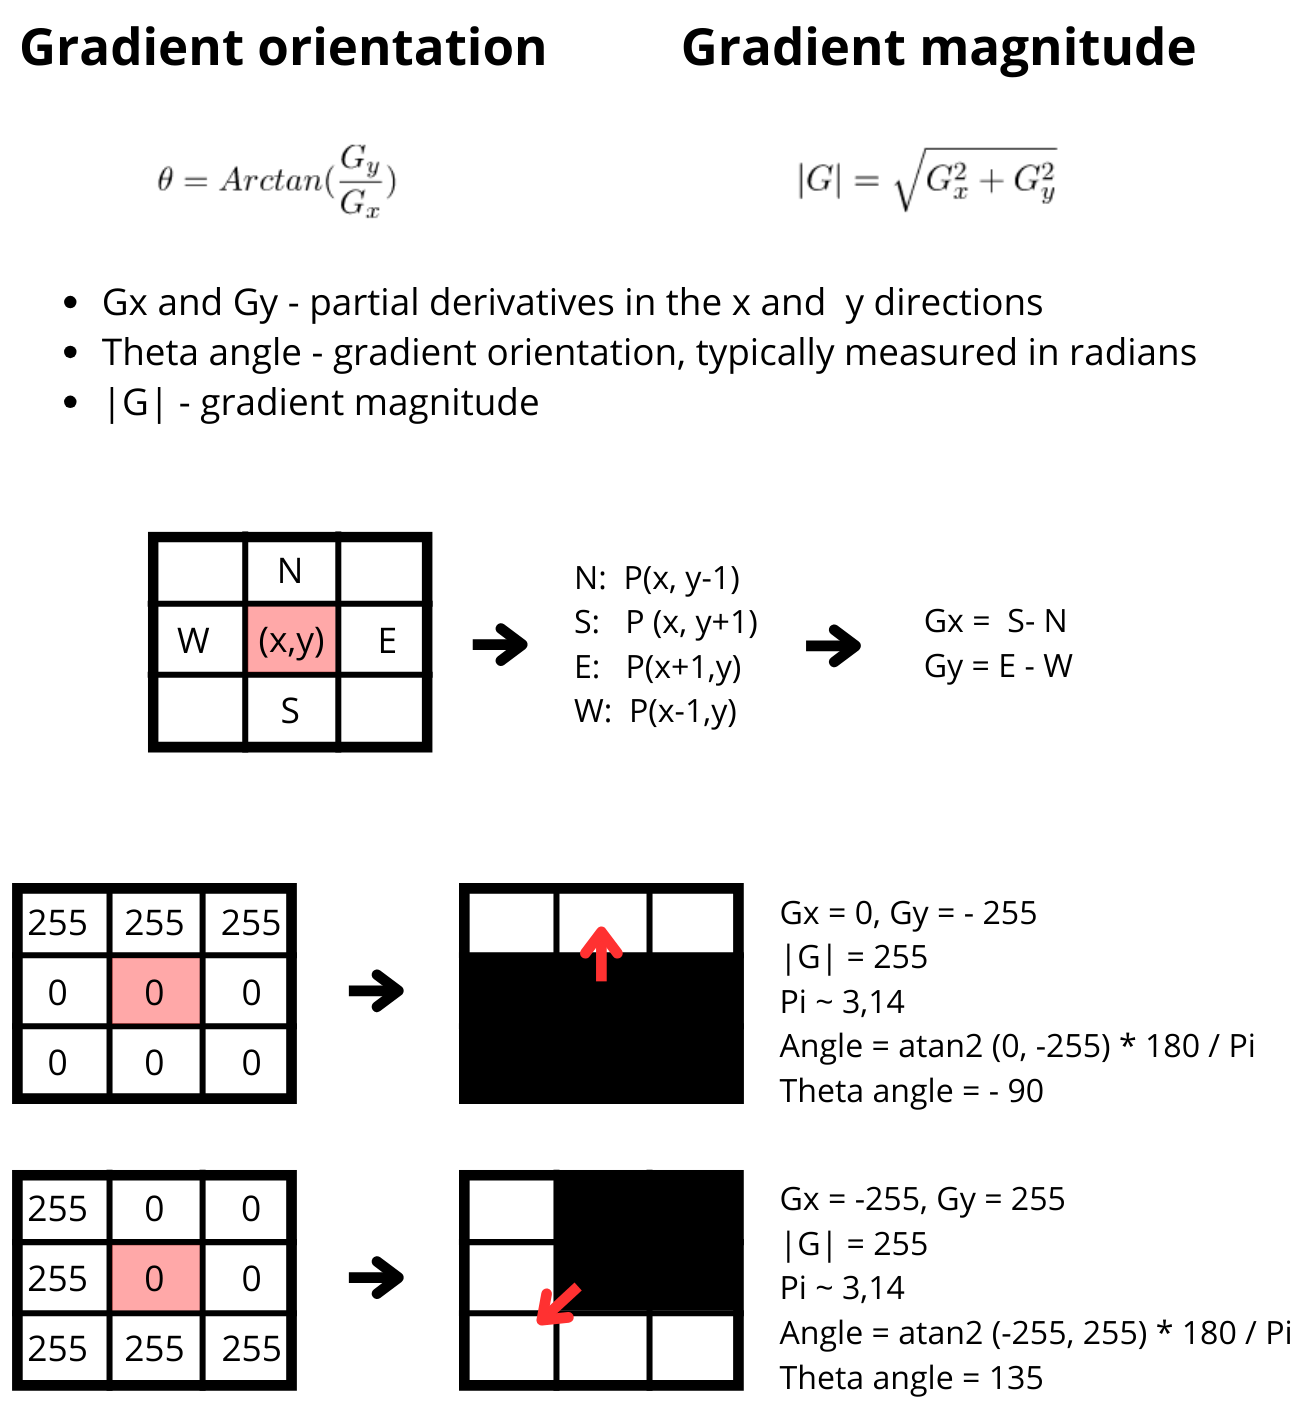 Gradient orientation
Gradient magnitude
θ = Arctan(G_y/G_x)
|G| = √(G_x^2 + G_y^2)
• Gx and Gy - partial derivatives in the x and  y directions
• Theta angle - gradient orientation, typically measured in radians
• |G| - gradient magnitude
N
W (x,y) E
S
N:  P(x, y-1)
S:  P (x, y+1)
E:  P(x+1,y)
W:  P(x-1,y)
Gx =  S- N
Gy = E - W
255 255 255
0 0 0
0 0 0
Gx = 0, Gy = - 255
|G| = 255
Pi ~ 3,14
Angle = atan2 (0, -255) * 180 / Pi
Theta angle = - 90
255 0 0
255 0 0
255 255 255
Gx = -255, Gy = 255
|G| = 255
Pi ~ 3,14
Angle = atan2 (-255, 255) * 180 / Pi
Theta angle = 135